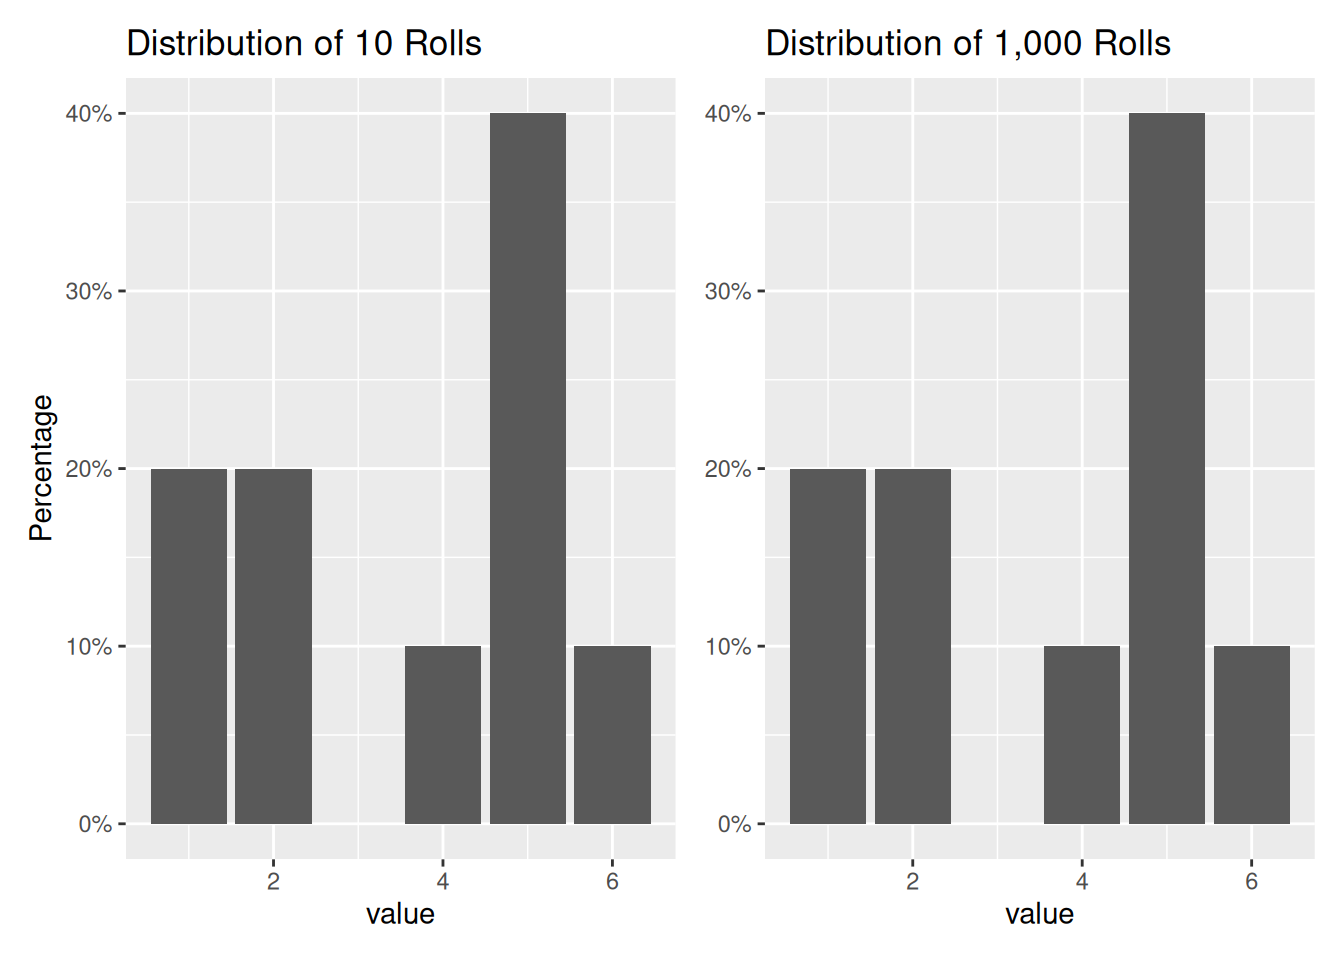 Distribution of 10 Rolls
Percentage
40%
30%
20%
10%
0%
2 4 6
value
Distribution of 1,000 Rolls
40%
30%
20%
10%
0%
2 4 6
value